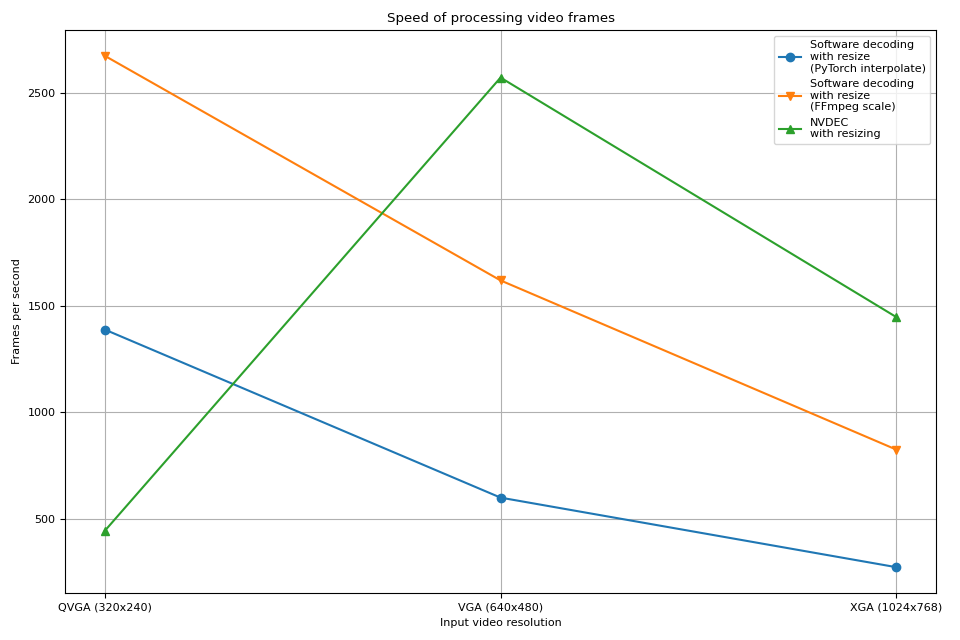 Speed of processing video frames
Software decoding
with resize
(PyTorch interpolate)
Software decoding
with resize
(FFmpeg scale)
NVDEC
with resizing
Frames per second
2500
2000
1500
1000
500
QVGA (320x240)
VGA (640x480)
XGA (1024x768)
Input video resolution